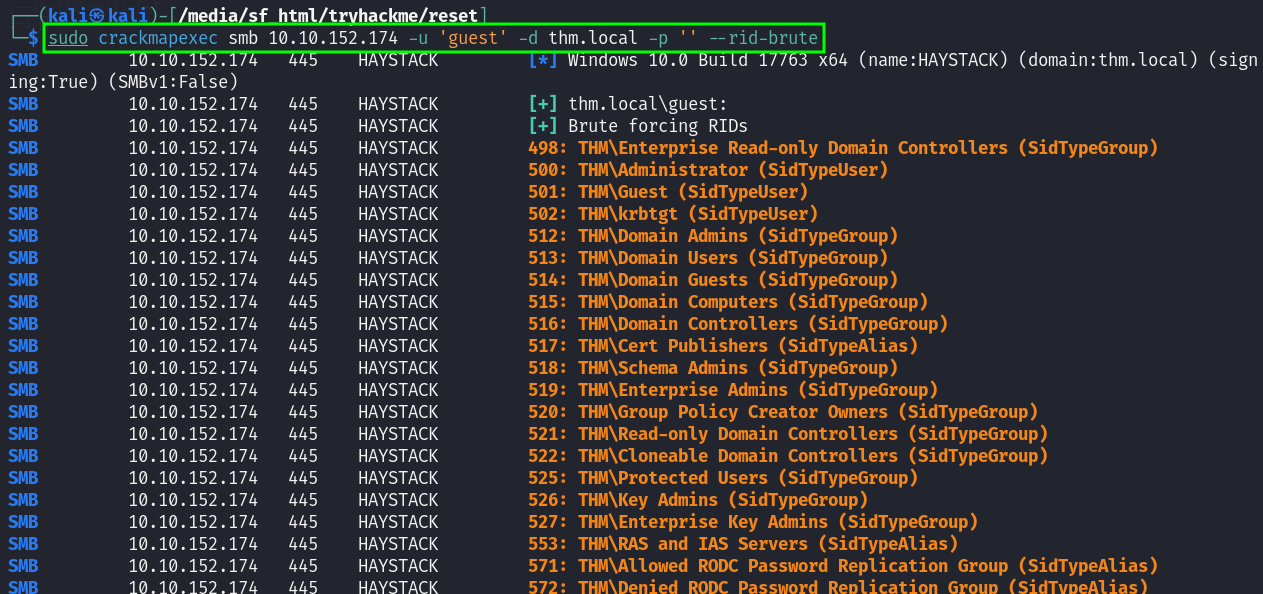 ┌──(kali㉿kali)-[/media/sf_html/tryhackme/reset]
└─$ sudo crackmapexec smb 10.10.152.174 -u 'guest' -d thm.local -p '' --rid-brute
SMB 10.10.152.174 445 HAYSTACK [*] Windows 10.0 Build 17763 x64 (name:HAYSTACK) (domain:thm.local) (sign
ing:True) (SMBv1:False)
SMB 10.10.152.174 445 HAYSTACK [+] thm.local\guest:
SMB 10.10.152.174 445 HAYSTACK [+] Brute forcing RIDs
SMB 10.10.152.174 445 HAYSTACK 498: THM\Enterprise Read-only Domain Controllers (SidTypeGroup)
SMB 10.10.152.174 445 HAYSTACK 500: THM\Administrator (SidTypeUser)
SMB 10.10.152.174 445 HAYSTACK 501: THM\Guest (SidTypeUser)
SMB 10.10.152.174 445 HAYSTACK 502: THM\krbtgt (SidTypeUser)
SMB 10.10.152.174 445 HAYSTACK 512: THM\Domain Admins (SidTypeGroup)
SMB 10.10.152.174 445 HAYSTACK 513: THM\Domain Users (SidTypeGroup)
SMB 10.10.152.174 445 HAYSTACK 514: THM\Domain Guests (SidTypeGroup)
SMB 10.10.152.174 445 HAYSTACK 515: THM\Domain Computers (SidTypeGroup)
SMB 10.10.152.174 445 HAYSTACK 516: THM\Domain Controllers (SidTypeGroup)
SMB 10.10.152.174 445 HAYSTACK 517: THM\Cert Publishers (SidTypeAlias)
SMB 10.10.152.174 445 HAYSTACK 518: THM\Schema Admins (SidTypeGroup)
SMB 10.10.152.174 445 HAYSTACK 519: THM\Enterprise Admins (SidTypeGroup)
SMB 10.10.152.174 445 HAYSTACK 520: THM\Group Policy Creator Owners (SidTypeGroup)
SMB 10.10.152.174 445 HAYSTACK 521: THM\Read-only Domain Controllers (SidTypeGroup)
SMB 10.10.152.174 445 HAYSTACK 522: THM\Cloneable Domain Controllers (SidTypeGroup)
SMB 10.10.152.174 445 HAYSTACK 525: THM\Protected Users (SidTypeGroup)
SMB 10.10.152.174 445 HAYSTACK 526: THM\Key Admins (SidTypeGroup)
SMB 10.10.152.174 445 HAYSTACK 527: THM\Enterprise Key Admins (SidTypeGroup)
SMB 10.10.152.174 445 HAYSTACK 553: THM\RAS and IAS Servers (SidTypeAlias)
SMB 10.10.152.174 445 HAYSTACK 571: THM\Allowed RODC Password Replication Group (SidTypeAlias)
SMB 10.10.152.174 445 HAYSTACK 572: THM\Denied RODC Password Replication Group (SidTypeAlias)